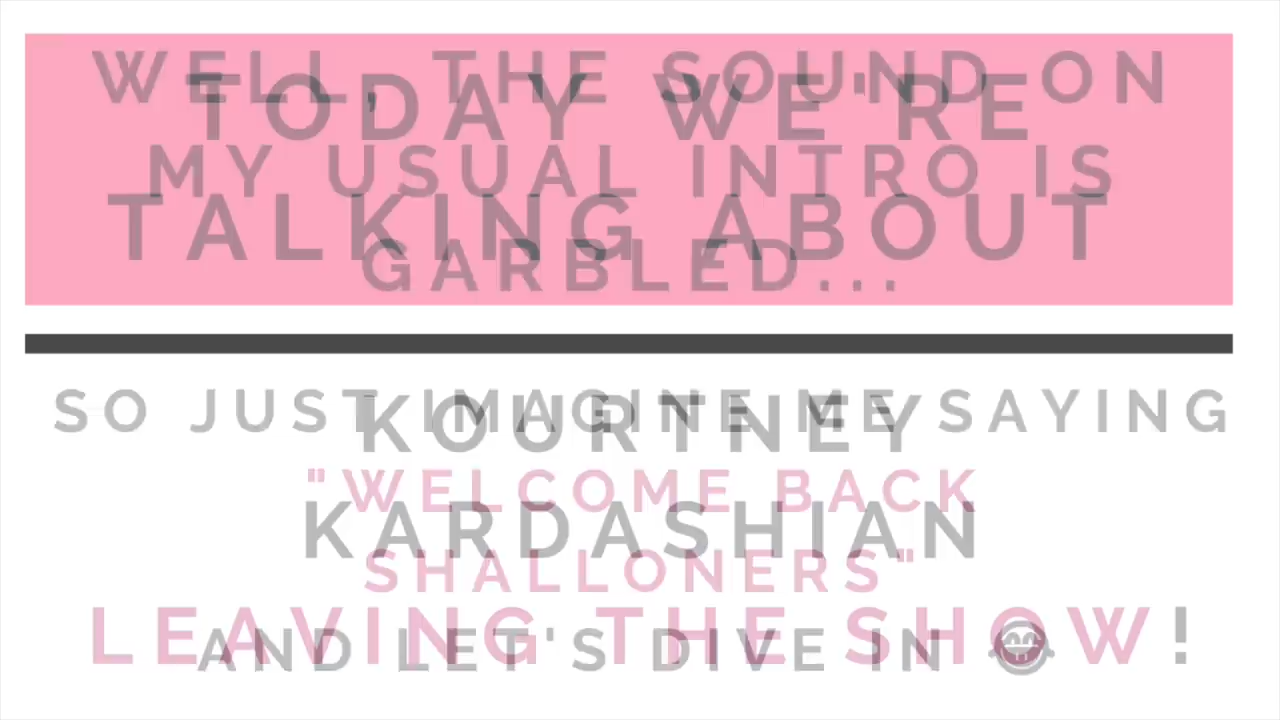 WELL, THE SOUND ON
MY USUAL INTRO IS
GARBLED...
SO JUST IMAGINE ME SAYING
"WELCOME BACK
SHALLONERS"
AND LET'S DIVE IN 😂
TODAY WE'RE
TALKING ABOUT
KOURTNEY
KARDASHIAN
LEAVING THE SHOW!